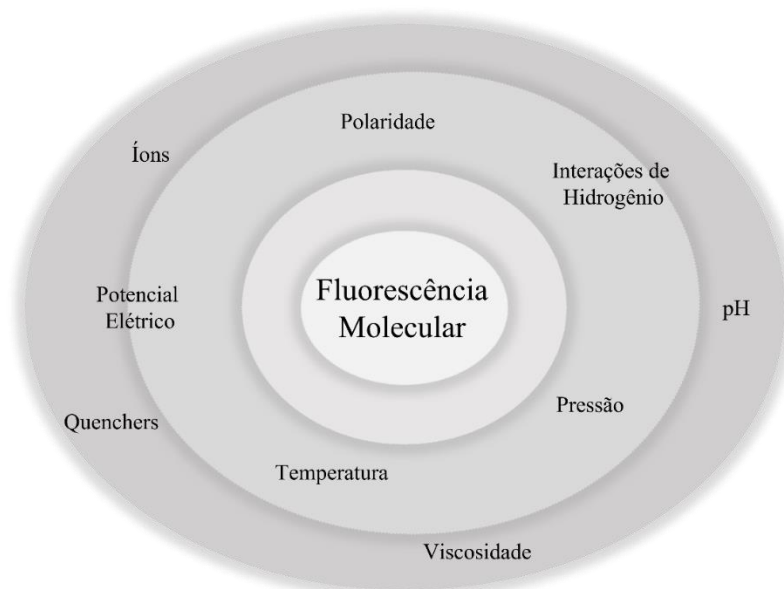 Polaridade
Íons
Interações de
Hidrogênio
Fluorescência
Molecular
Potencial
Elétrico
pH
Pressão
Quenchers
Temperatura
Viscosidade